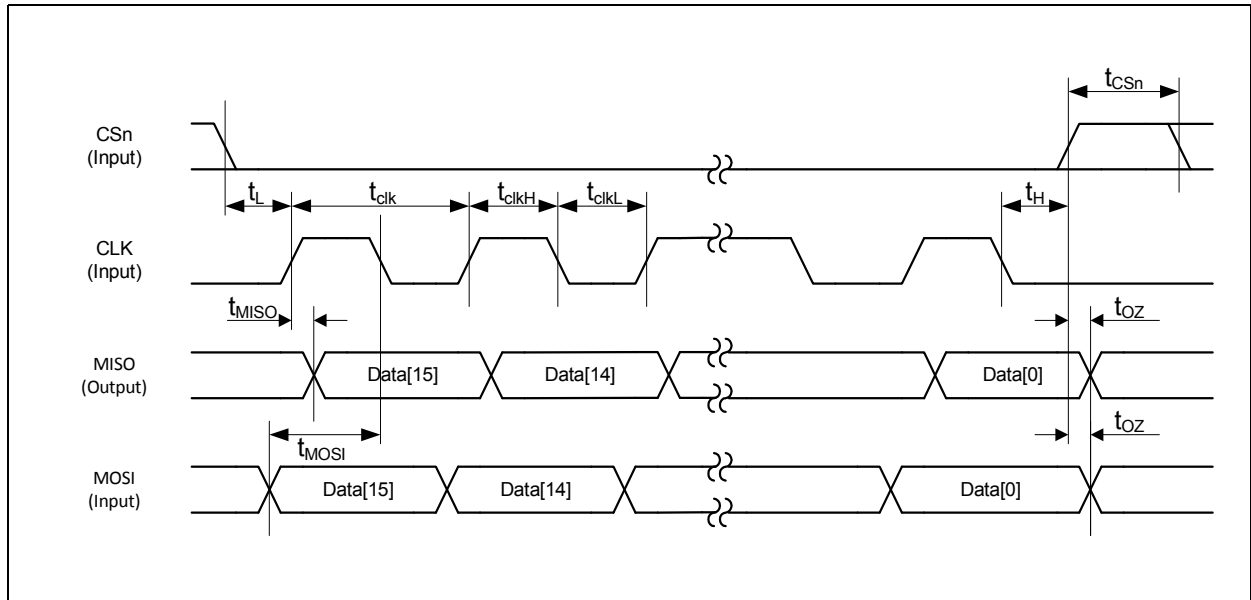 tCSn
CSn
(Input)
tL
tclk
tclkH
tclkL
tH
CLK
(Input)
tMISO
tOZ
MISO
(Output)
Data[15]
Data[14]
Data[0]
tMOSI
tOZ
MOSI
(Input)
Data[15]
Data[14]
Data[0]